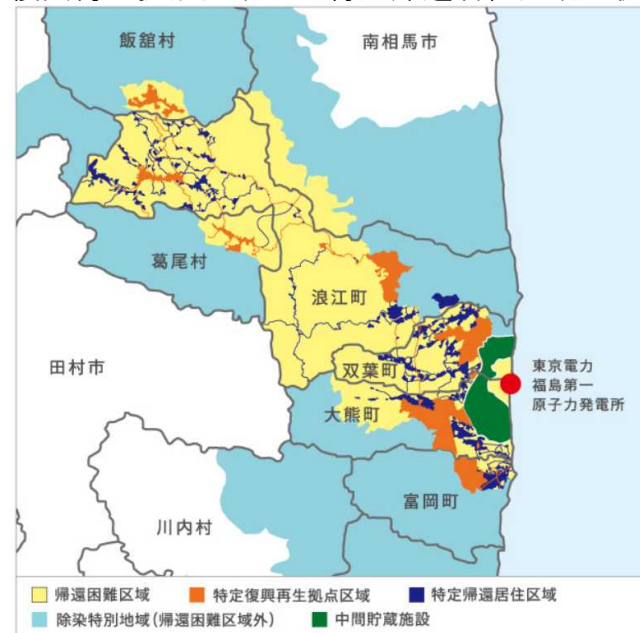 飯舘村
南相馬市
葛尾村
浪江町
田村市
双葉町
東京電力
福島第一
原子力発電所
大熊町
富岡町
川内村
帰還困難区域
特定復興再生拠点区域
特定帰還居住区域
除染特別地域(帰還困難区域外)
中間貯蔵施設